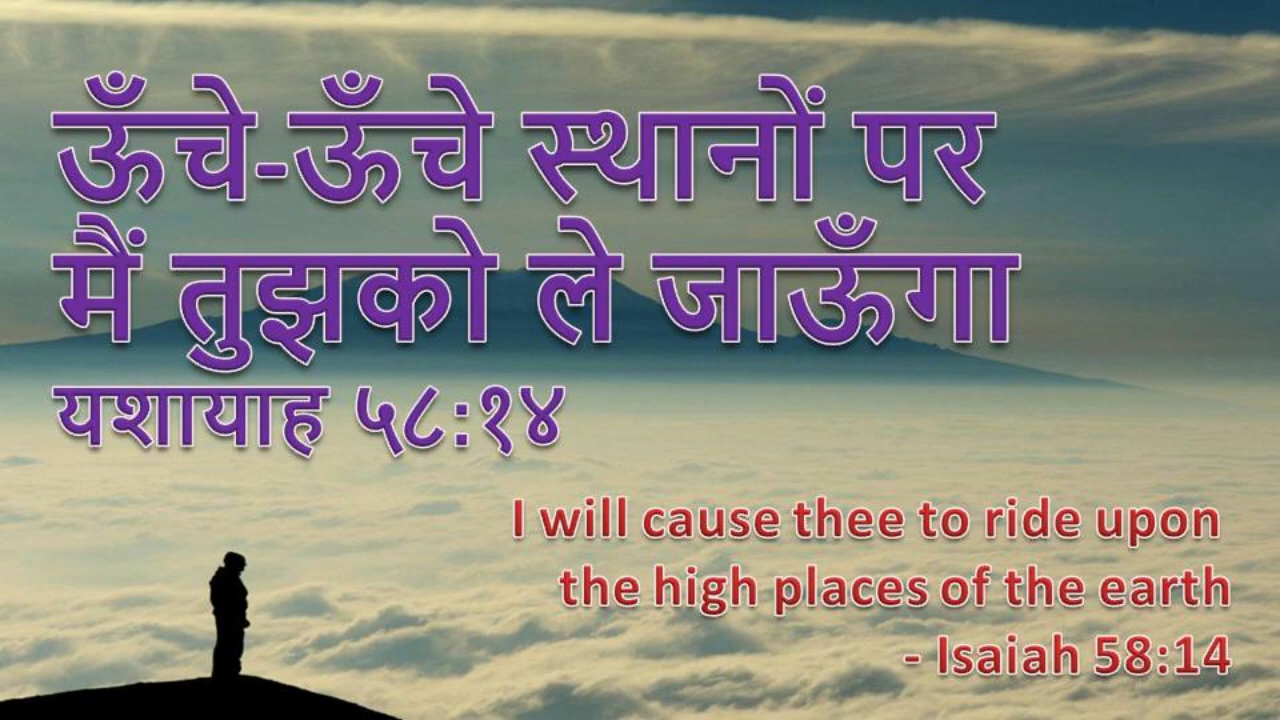 ऊँचे-ऊँचे स्थानों पर
मैं तुझको ले जाऊँगा
यशायाह ५८:१४
I will cause thee to ride upon
the high places of the earth
- Isaiah 58:14